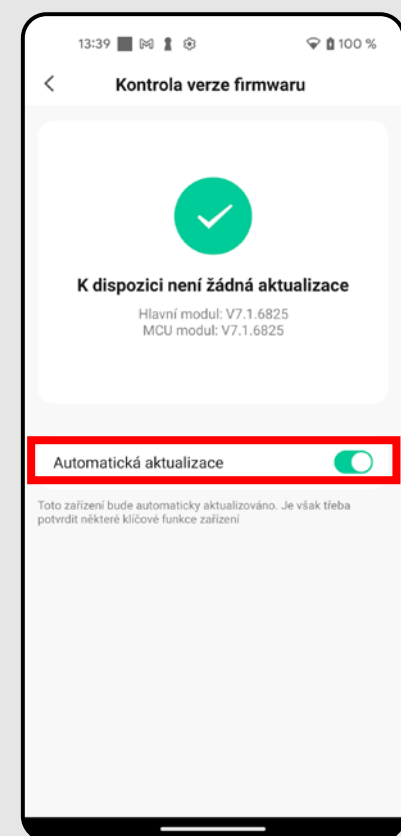 13:39 100 %
Kontrola verze firmwaru
K dispozici není žádná aktualizace
Hlavní modul: V7.1.6825
MCU modul: V7.1.6825
Automatická aktualizace
Toto zařízení bude automaticky aktualizováno. Je však třeba
potvrdit některé klíčové funkce zařízení